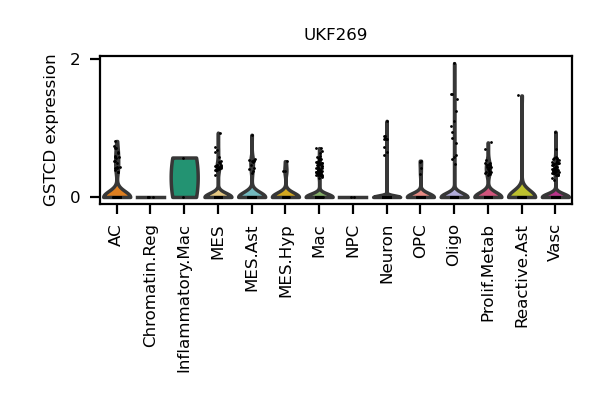 UKF269
GSTCD expression
2
0
AC
Chromatin.Reg
Inflammatory.Mac
MES
MES.Ast
MES.Hyp
Mac
NPC
Neuron
OPC
Oligo
Prolif.Metab
Reactive.Ast
Vasc